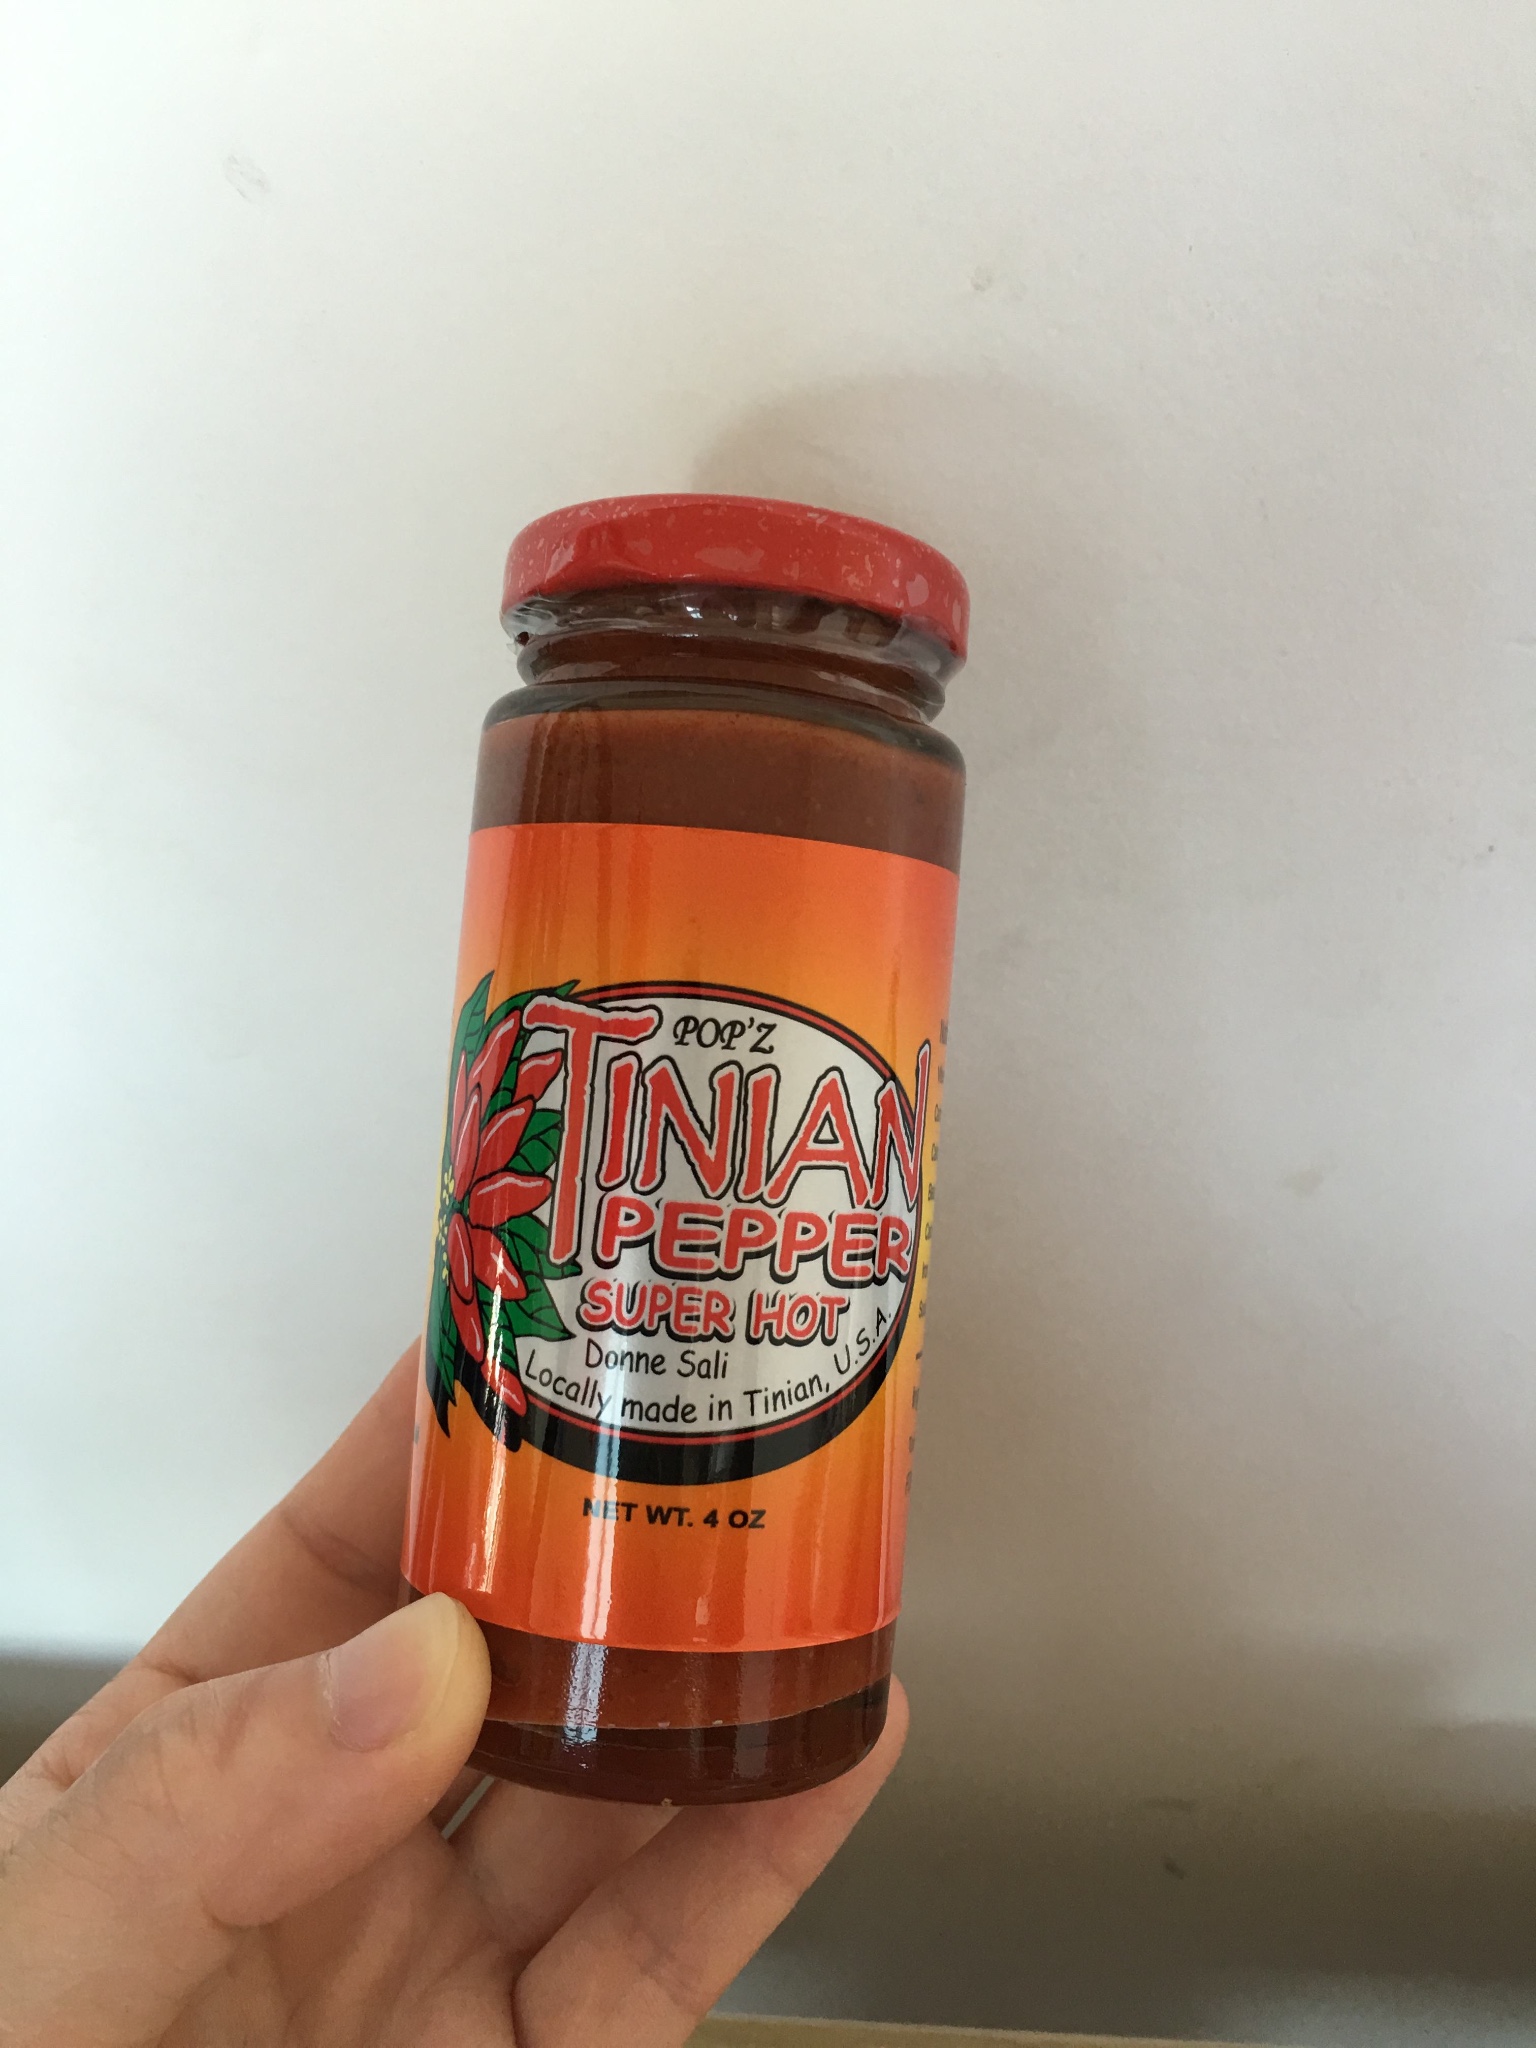 POP'Z
TINIAN
PEPPER
SUPER HOT
Donne Sali
Locally made in Tinian, U.S.A.
NET WT. 4 OZ